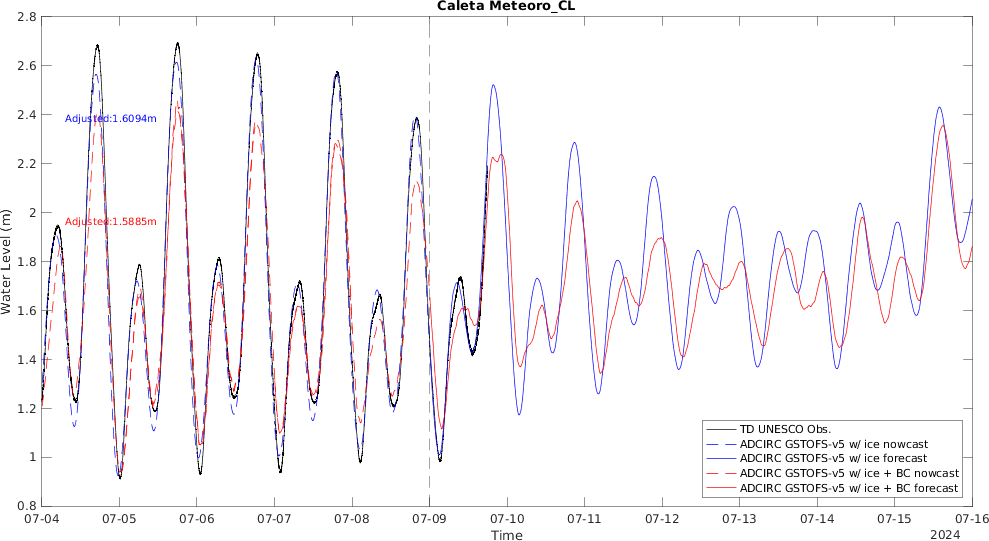 Caleta Meteoro_CL
2.8
2.6
2.4
2.2
2
1.8
1.6
1.4
1.2
1
0.8
Water Level (m)
Adjusted:1.6094m
Adjusted:1.5885m
TD UNESCO Obs.
ADCIRC GSTOFS-v5 w/ ice nowcast
ADCIRC GSTOFS-v5 w/ ice forecast
ADCIRC GSTOFS-v5 w/ ice + BC nowcast
ADCIRC GSTOFS-v5 w/ ice + BC forecast
07-04 07-05 07-06 07-07 07-08 07-09 07-10 07-11 07-12 07-13 07-14 07-15 07-16
Time
2024